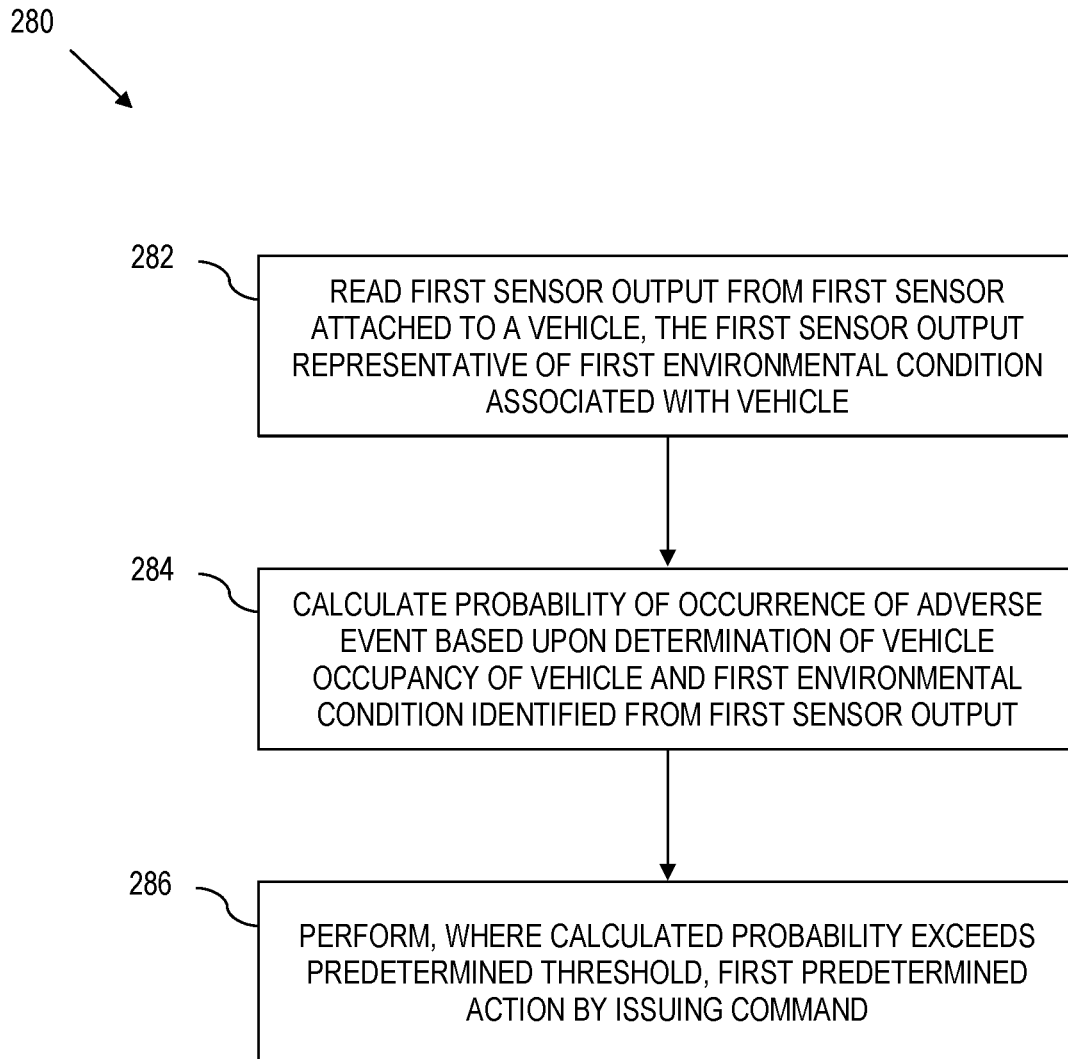 280
282
READ FIRST SENSOR OUTPUT FROM FIRST SENSOR
ATTACHED TO A VEHICLE, THE FIRST SENSOR OUTPUT
REPRESENTATIVE OF FIRST ENVIRONMENTAL CONDITION
ASSOCIATED WITH VEHICLE
284
CALCULATE PROBABILITY OF OCCURRENCE OF ADVERSE
EVENT BASED UPON DETERMINATION OF VEHICLE
OCCUPANCY OF VEHICLE AND FIRST ENVIRONMENTAL
CONDITION IDENTIFIED FROM FIRST SENSOR OUTPUT
286
PERFORM, WHERE CALCULATED PROBABILITY EXCEEDS
PREDETERMINED THRESHOLD, FIRST PREDETERMINED
ACTION BY ISSUING COMMAND